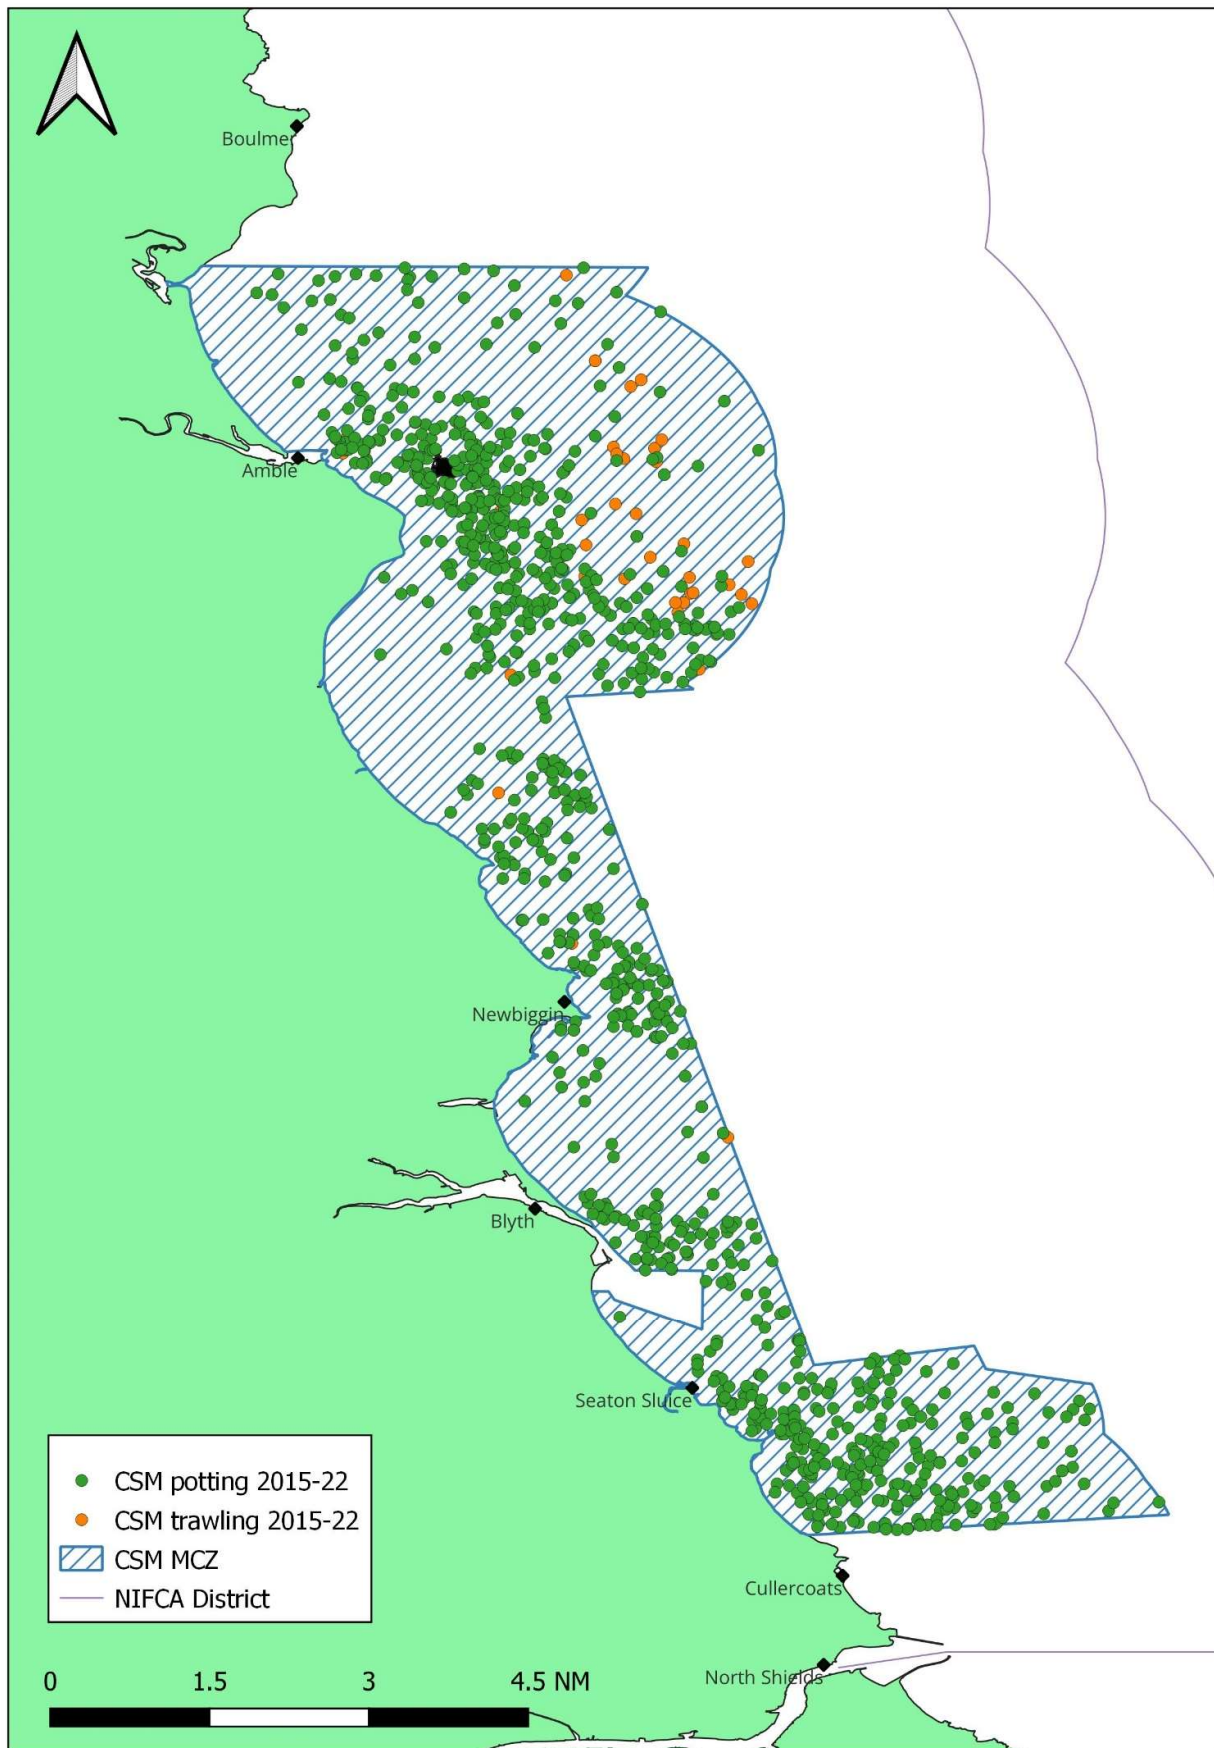 Boulmer
Amble
Newbiggin
Blyth
Seaton Sluice
CSM potting 2015-22
CSM trawling 2015-22
CSM MCZ
NIFCA District
Cullercoats
North Shields
0 1.5 3 4.5 NM